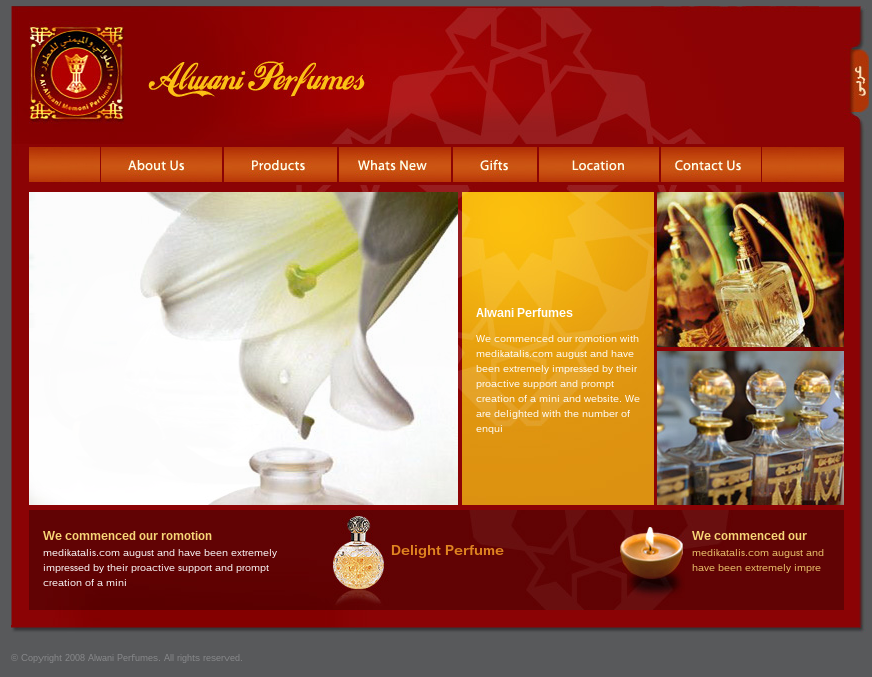 Al-Alwani Memoni Perfumes
Alwani Perfumes
عربي
About Us
Products
Whats New
Gifts
Location
Contact Us
Alwani Perfumes
We commenced our romotion with
medikatalis.com august and have
been extremely impressed by their
proactive support and prompt
creation of a mini and website. We
are delighted with the number of
enqui
We commenced our romotion
medikatalis.com august and have been extremely
impressed by their proactive support and prompt
creation of a mini
Delight Perfume
We commenced our
medikatalis.com august and
have been extremely impre
© Copyright 2008 Alwani Perfumes. All rights reserved.